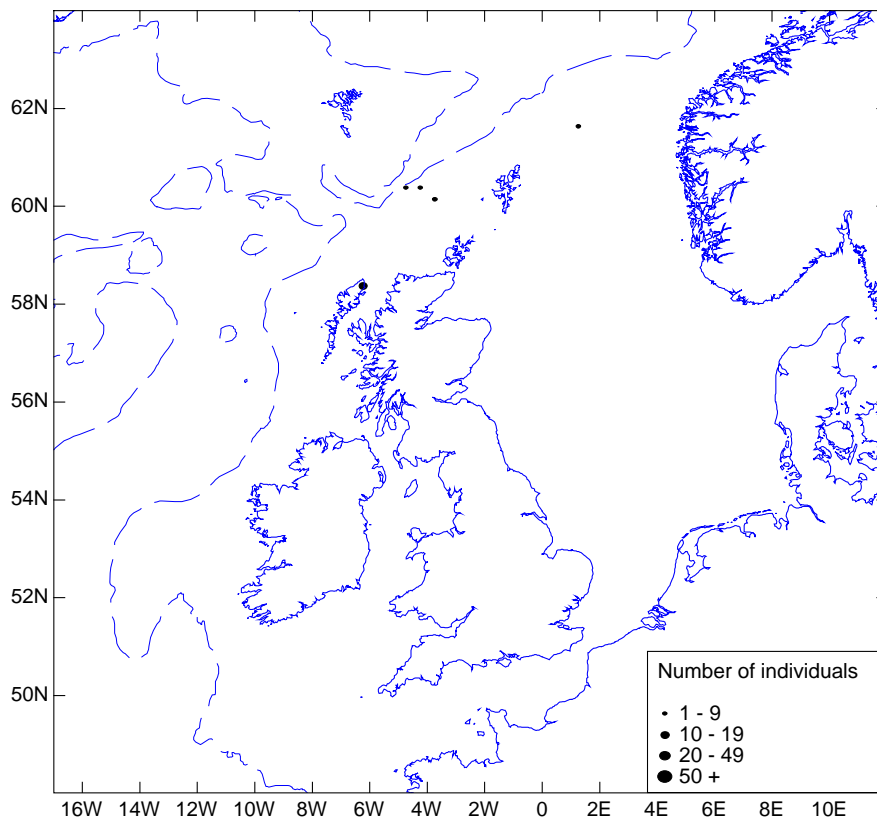 62N
60N
58N
56N
54N
52N
50N
Number of individuals
1 - 9
10 - 19
20 - 49
50 +
16W 14W 12W 10W 8W 6W 4W 2W 0 2E 4E 6E 8E 10E